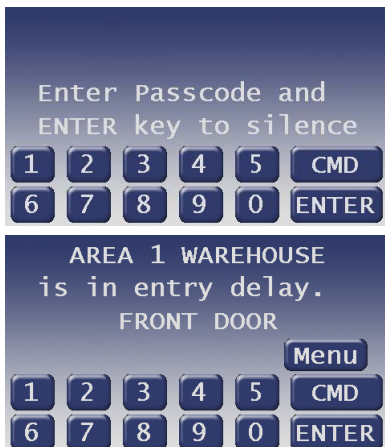 Enter Passcode and
ENTER key to silence
1 2 3 4 5 CMD
6 7 8 9 0 ENTER
AREA 1 WAREHOUSE
is in entry delay.
FRONT DOOR
Menu
1 2 3 4 5 CMD
6 7 8 9 0 ENTER